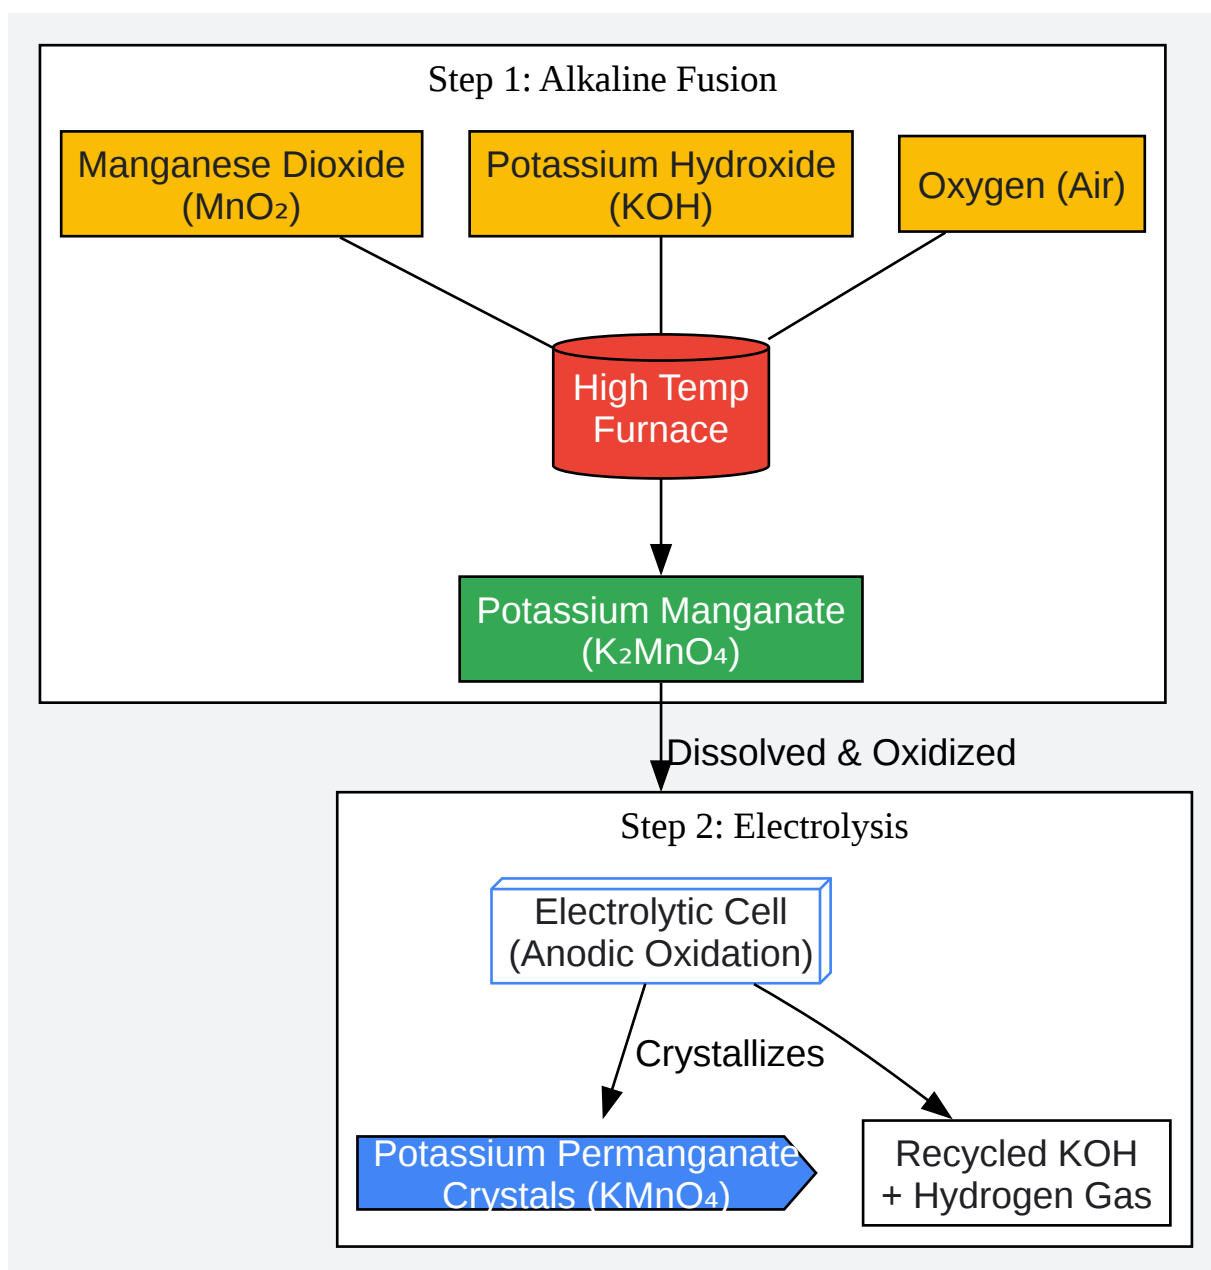 Step 1: Alkaline Fusion
Manganese Dioxide
(MnO₂)
Potassium Hydroxide
(KOH)
Oxygen (Air)
High Temp
Furnace
Potassium Manganate
(K₂MnO₄)
Dissolved & Oxidized
Step 2: Electrolysis
Electrolytic Cell
(Anodic Oxidation)
Crystallizes
Potassium Permanganate
Crystals (KMnO₄)
Recycled KOH
+ Hydrogen Gas